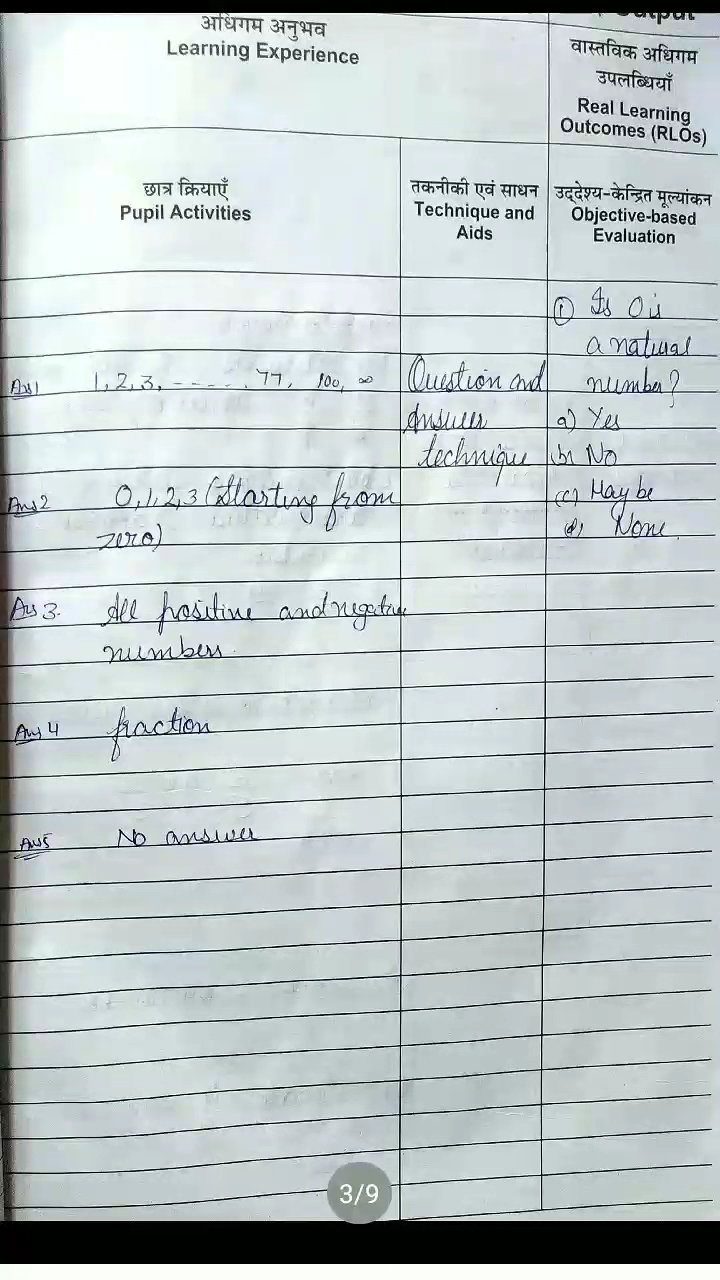 अधिगम अनुभव
Learning Experience
Output
वास्तविक अधिगम
उपलब्धियाँ
Real Learning
Outcomes (RLOs)
छात्र क्रियाएँ
Pupil Activities
तकनीकी एवं साधन
Technique and
Aids
उद्देश्य-केन्द्रित मूल्यांकन
Objective-based
Evaluation
Ans1 1, 2, 3, ------, 77, 100, ∞
Ans2 0, 1, 2, 3 (Starting from
zero)
Ans 3. All positive and negative
numbers.
Ans 4 fraction
Ans5 No answer
Question and
Answer
technique
① Is 0 is
a natural
number?
a) Yes
(b) No
(c) May be
(d) None.
3/9